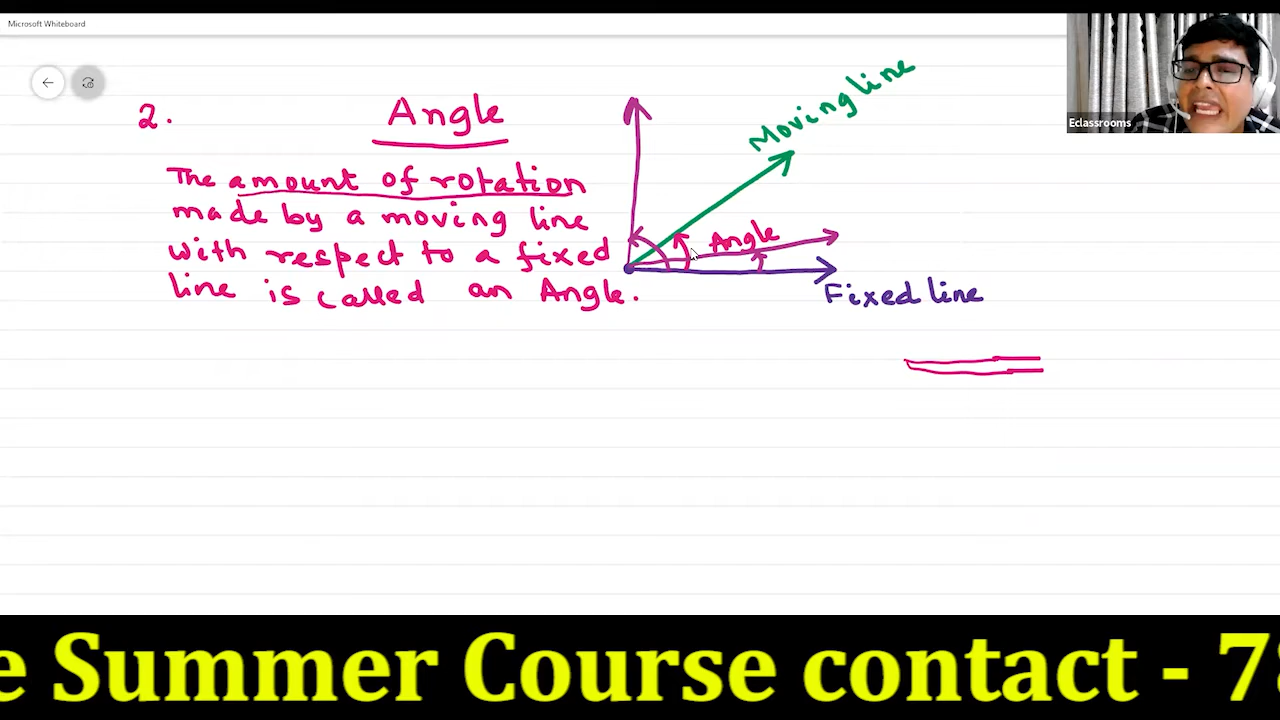 Microsoft Whiteboard
Eclassrooms
2.
Angle
The amount of rotation
made by a moving line
with respect to a fixed
line is called an Angle.
Moving line
Angle
Fixed line
e Summer Course contact - 7